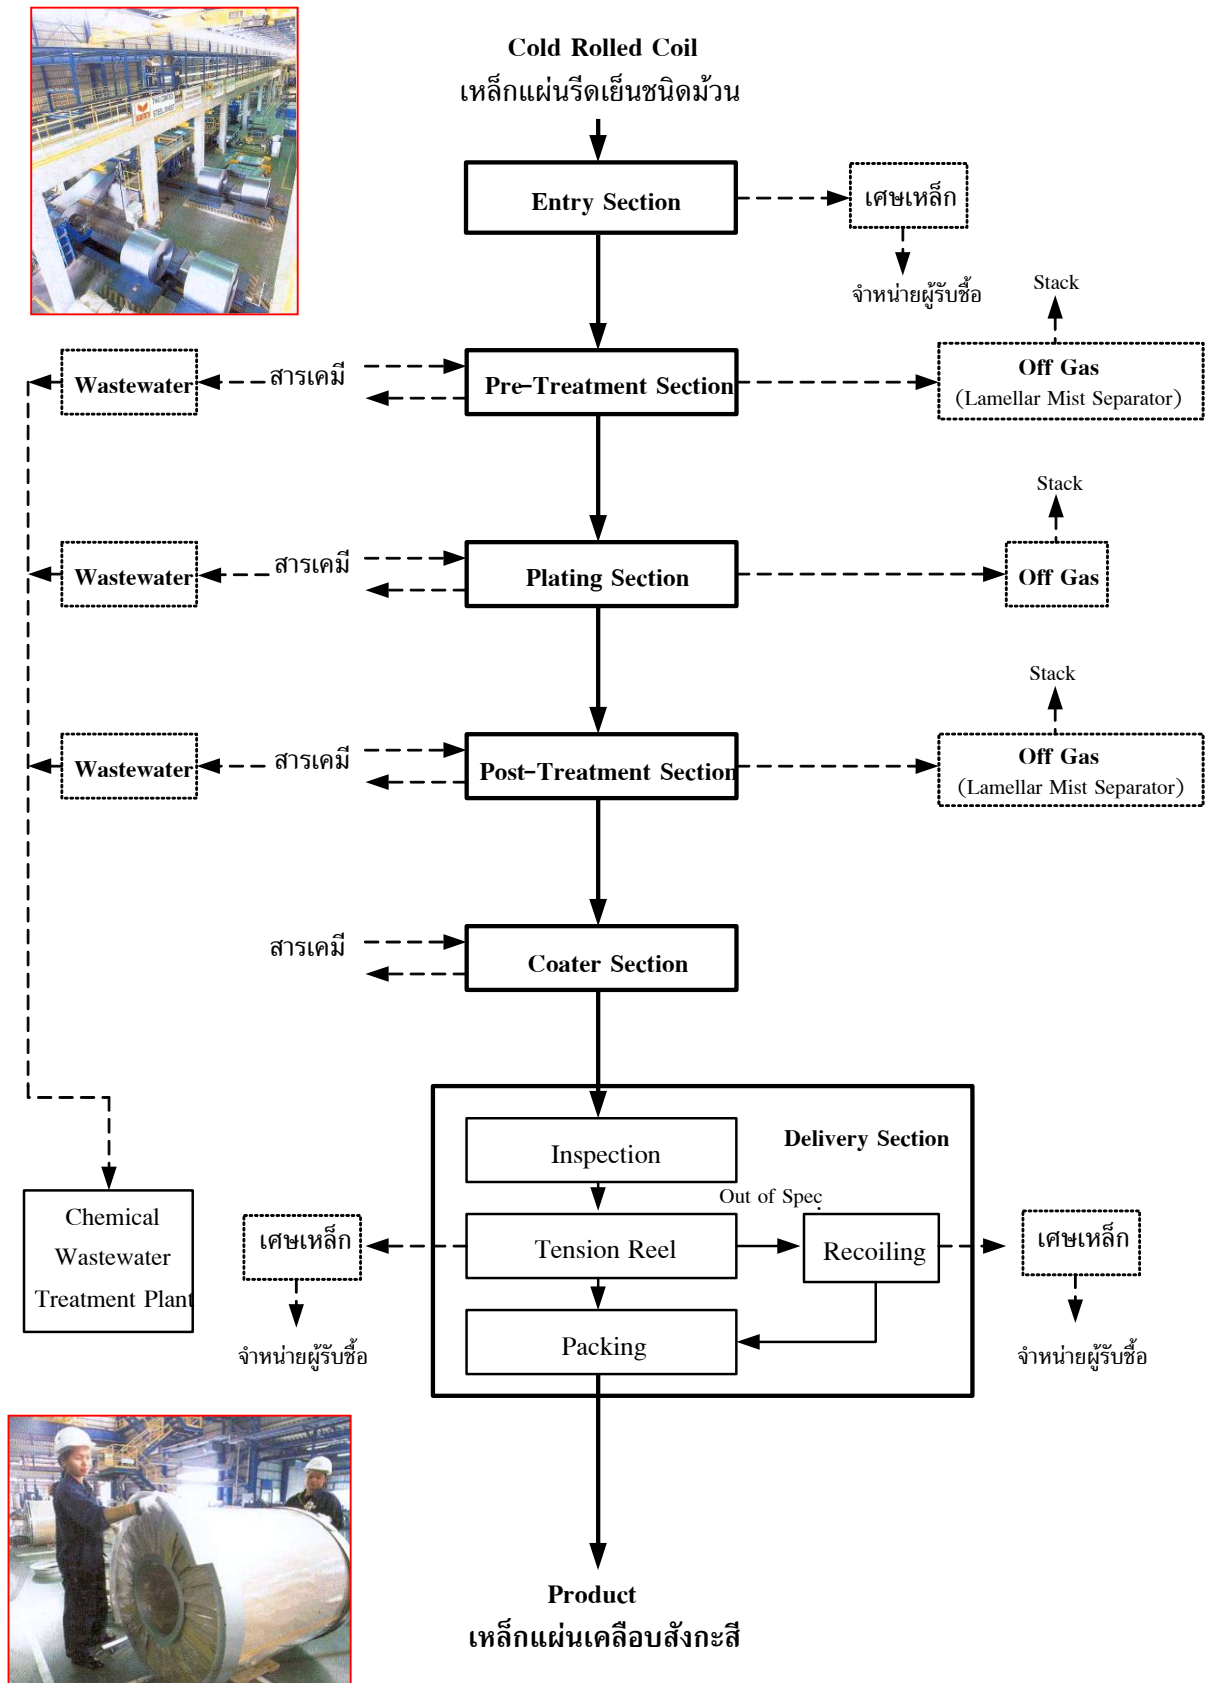 Cold Rolled Coil
เหล็กแผ่นรีดเย็นชนิดม้วน
Entry Section
เศษเหล็ก
จำหน่ายผู้รับซื้อ
Stack
Wastewater
สารเคมี
Pre-Treatment Section
Off Gas
(Lamellar Mist Separator)
Stack
Wastewater
สารเคมี
Plating Section
Off Gas
Stack
Wastewater
สารเคมี
Post-Treatment Section
Off Gas
(Lamellar Mist Separator)
สารเคมี
Coater Section
Delivery Section
Inspection
Out of Spec.
Chemical
Wastewater
Treatment Plant
เศษเหล็ก
Tension Reel
Recoiling
เศษเหล็ก
Packing
จำหน่ายผู้รับซื้อ
จำหน่ายผู้รับซื้อ
Product
เหล็กแผ่นเคลือบสังกะสี